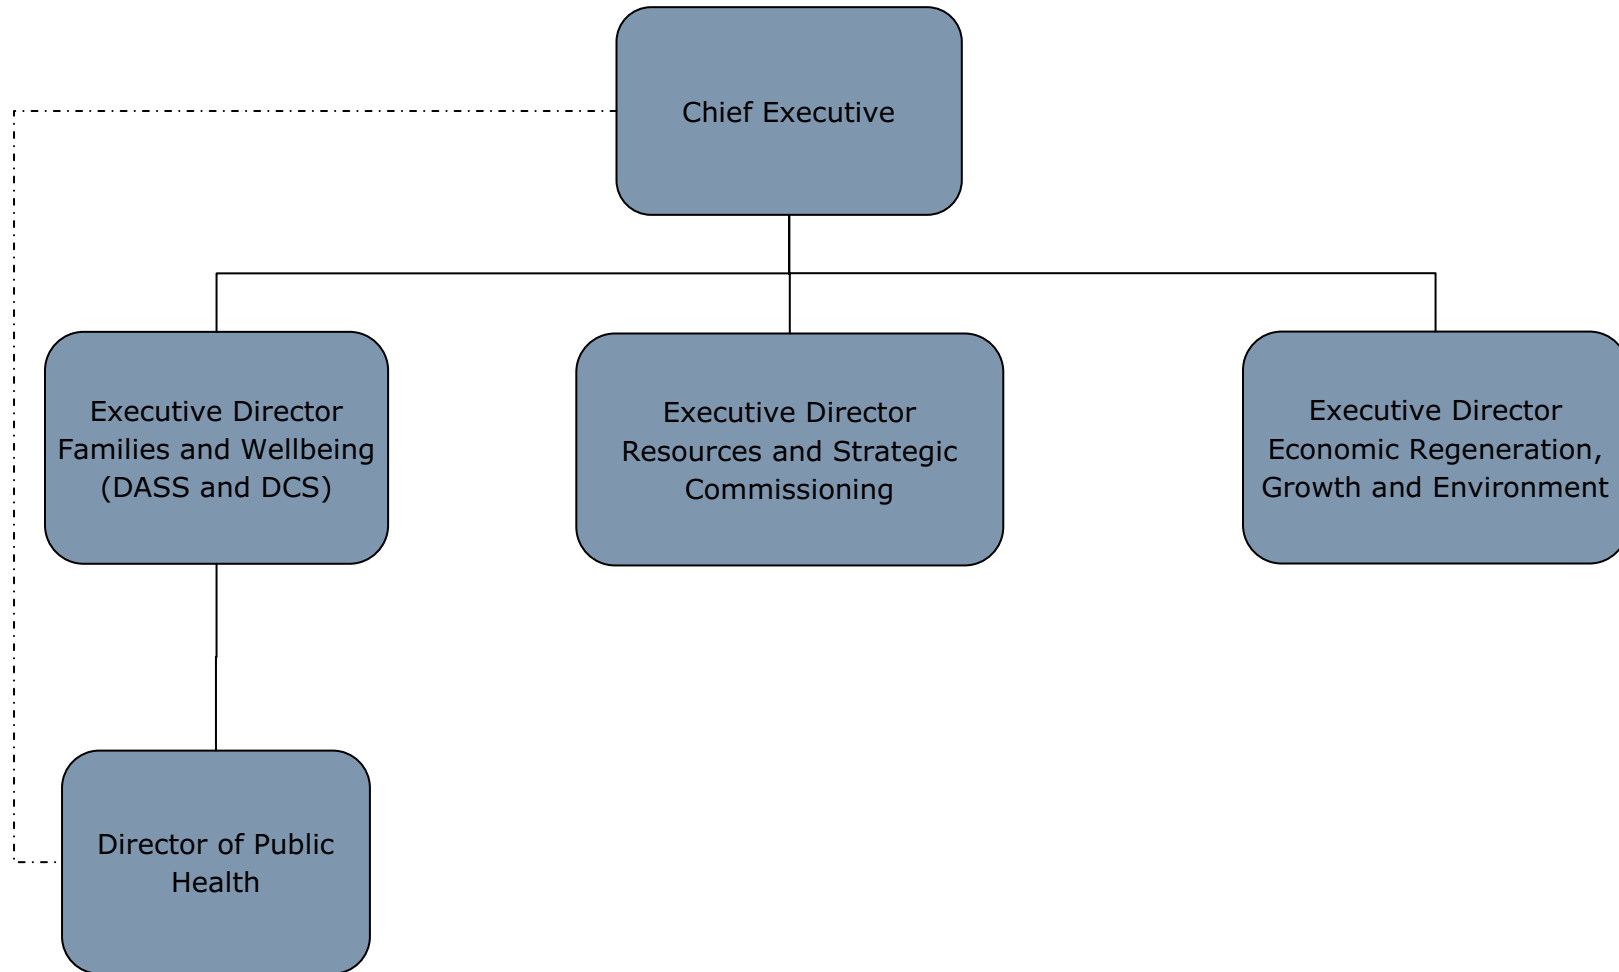 Chief Executive
Executive Director
Families and Wellbeing
(DASS and DCS)
Executive Director
Resources and Strategic
Commissioning
Executive Director
Economic Regeneration,
Growth and Environment
Director of Public
Health